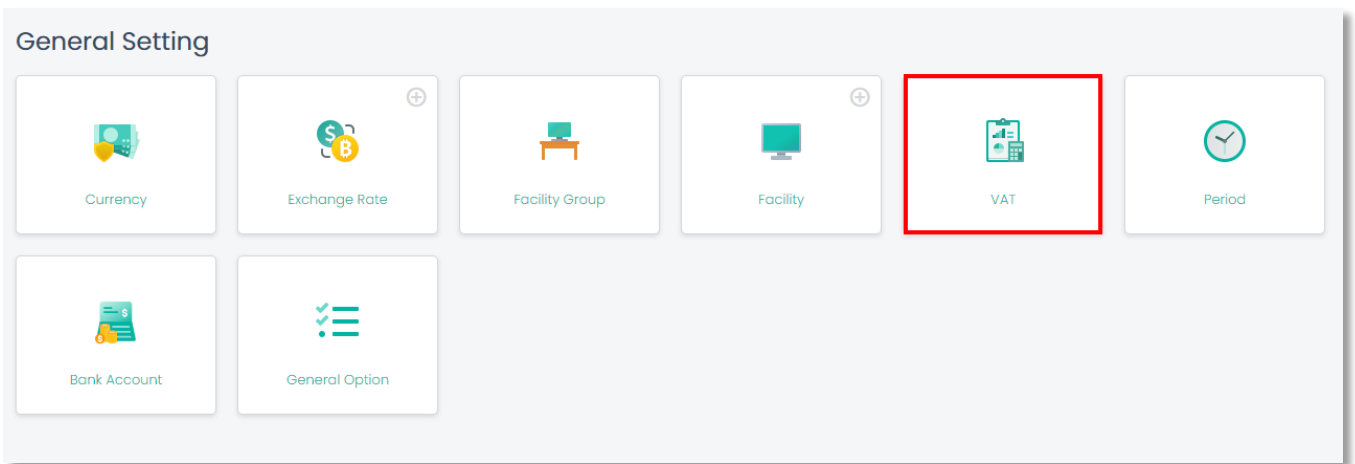 General Setting
Currency
Exchange Rate
Facility Group
Facility
VAT
Period
Bank Account
General Option